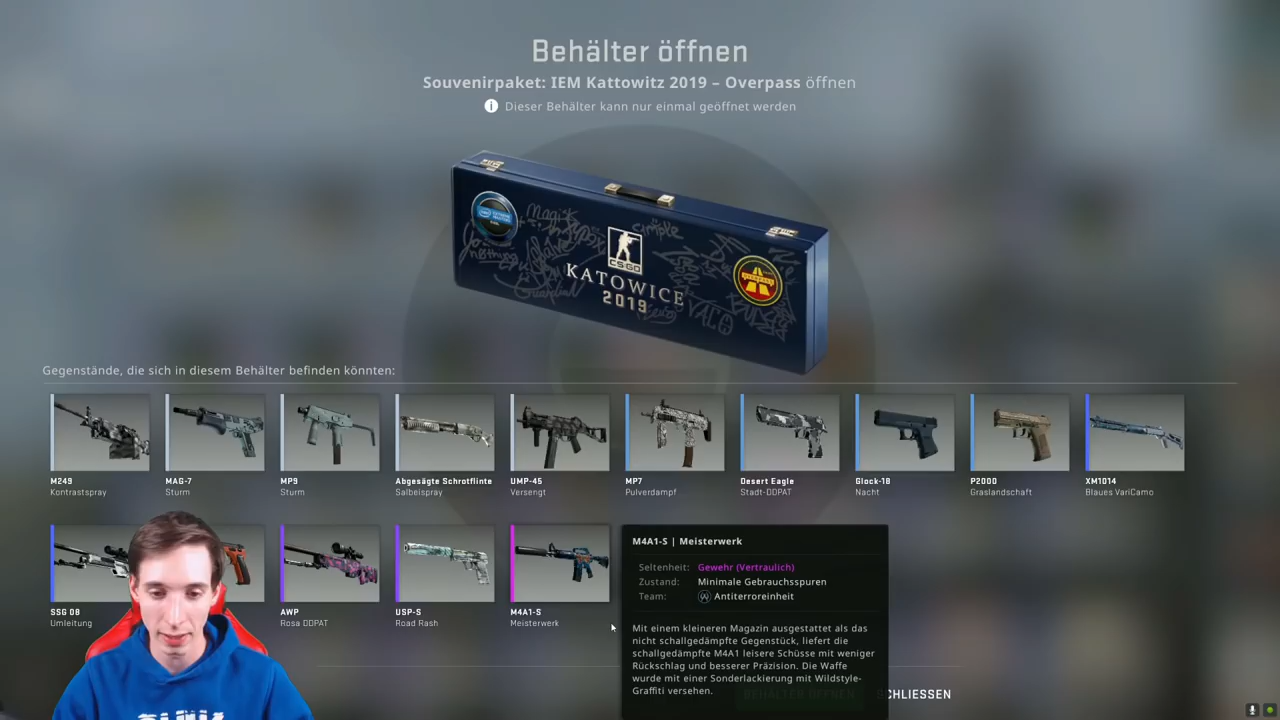 Behälter öffnen
Souvenirpaket: IEM Kattowitz 2019 – Overpass öffnen
Dieser Behälter kann nur einmal geöffnet werden
CS:GO
KATOWICE
2019
Gegenstände, die sich in diesem Behälter befinden könnten:
M249
Kontrastspray
MAG-7
Sturm
MP9
Sturm
Abgesägte Schrotflinte
Salbeispray
UMP-45
Versengt
MP7
Pulverdampf
Desert Eagle
Stadt-DDPAT
Glock-18
Nacht
P2000
Graslandschaft
XM1014
Blaues VariCamo
SSG 08
Umleitung
AWP
Rosa DDPAT
USP-S
Road Rash
M4A1-S
Meisterwerk
M4A1-S | Meisterwerk
Seltenheit: Gewehr (Vertraulich)
Zustand: Minimale Gebrauchsspuren
Team: Antiterroreinheit
Mit einem kleineren Magazin ausgestattet als das
nicht schallgedämpfte Gegenstück, liefert die
schallgedämpfte M4A1 leisere Schüsse mit weniger
Rückschlag und besserer Präzision. Die Waffe
wurde mit einer Sonderlackierung mit Wildstyle-
Graffiti versehen.
BEHÄLTER ÖFFNEN
SCHLIESSEN